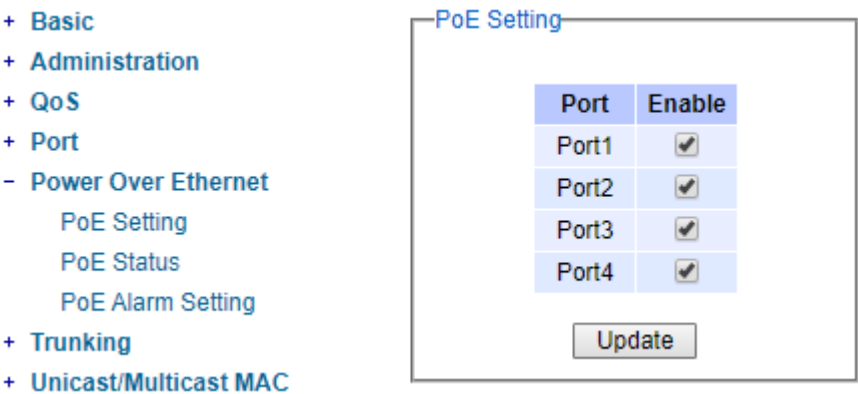 + Basic
+ Administration
+ QoS
+ Port
− Power Over Ethernet
PoE Setting
PoE Status
PoE Alarm Setting
+ Trunking
+ Unicast/Multicast MAC
PoE Setting
Port Enable
Port1
Port2
Port3
Port4
Update